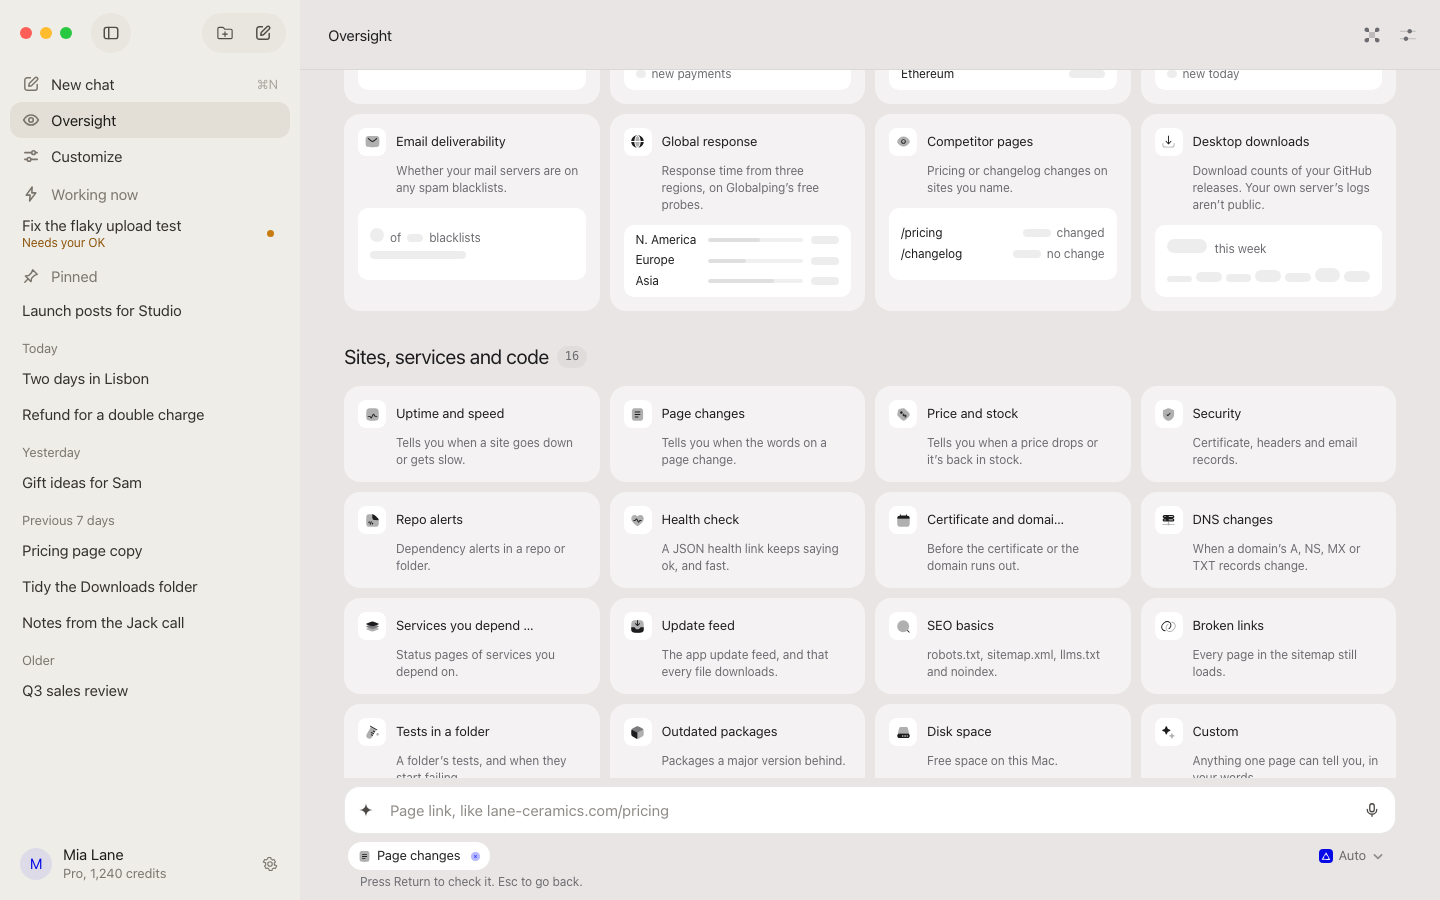 New chat
⌘N
Oversight
Customize
Working now
Fix the flaky upload test
Needs your OK
Pinned
Launch posts for Studio
Today
Two days in Lisbon
Refund for a double charge
Yesterday
Gift ideas for Sam
Previous 7 days
Pricing page copy
Tidy the Downloads folder
Notes from the Jack call
Older
Q3 sales review
M
Mia Lane
Pro, 1,240 credits
Oversight
new payments
Ethereum
new today
Email deliverability
Whether your mail servers are on
any spam blacklists.
of blacklists
Global response
Response time from three
regions, on Globalping’s free
probes.
N. America
Europe
Asia
Competitor pages
Pricing or changelog changes on
sites you name.
/pricing changed
/changelog no change
Desktop downloads
Download counts of your GitHub
releases. Your own server’s logs
aren’t public.
this week
Sites, services and code 16
Uptime and speed
Tells you when a site goes down
or gets slow.
Page changes
Tells you when the words on a
page change.
Price and stock
Tells you when a price drops or
it’s back in stock.
Security
Certificate, headers and email
records.
Repo alerts
Dependency alerts in a repo or
folder.
Health check
A JSON health link keeps saying
ok, and fast.
Certificate and domai...
Before the certificate or the
domain runs out.
DNS changes
When a domain’s A, NS, MX or
TXT records change.
Services you depend ...
Status pages of services you
depend on.
Update feed
The app update feed, and that
every file downloads.
SEO basics
robots.txt, sitemap.xml, llms.txt
and noindex.
Broken links
Every page in the sitemap still
loads.
Tests in a folder
A folder’s tests, and when they
start failing.
Outdated packages
Packages a major version behind.
Disk space
Free space on this Mac.
Custom
Anything one page can tell you, in
your words.
Page link, like lane-ceramics.com/pricing
Page changes
Auto
Press Return to check it. Esc to go back.